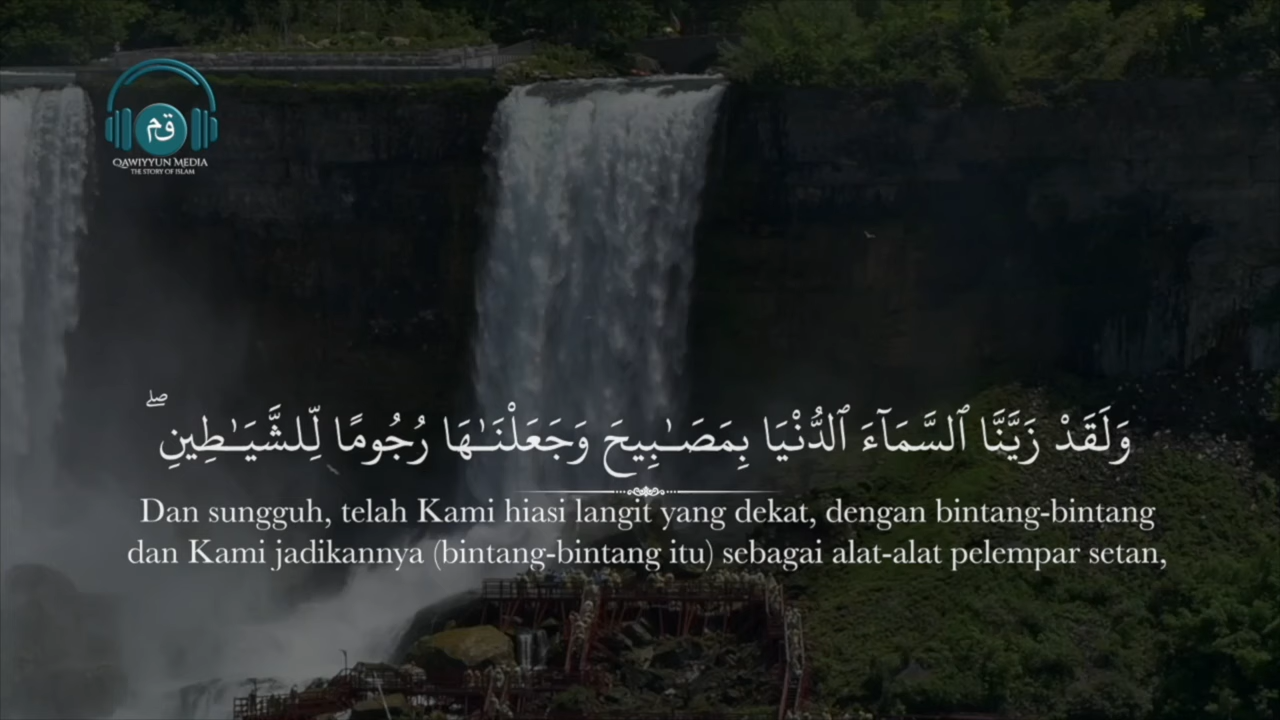 قم
QAWIYYUN MEDIA
THE STORY OF ISLAM
وَلَقَدْ زَيَّنَّا ٱلسَّمَآءَ ٱلدُّنْيَا بِمَصَـٰبِيحَ وَجَعَلْنَـٰهَا رُجُومًا لِّلشَّيَـٰطِينِ ۖ
Dan sungguh, telah Kami hiasi langit yang dekat, dengan bintang-bintang
dan Kami jadikannya (bintang-bintang itu) sebagai alat-alat pelempar setan,